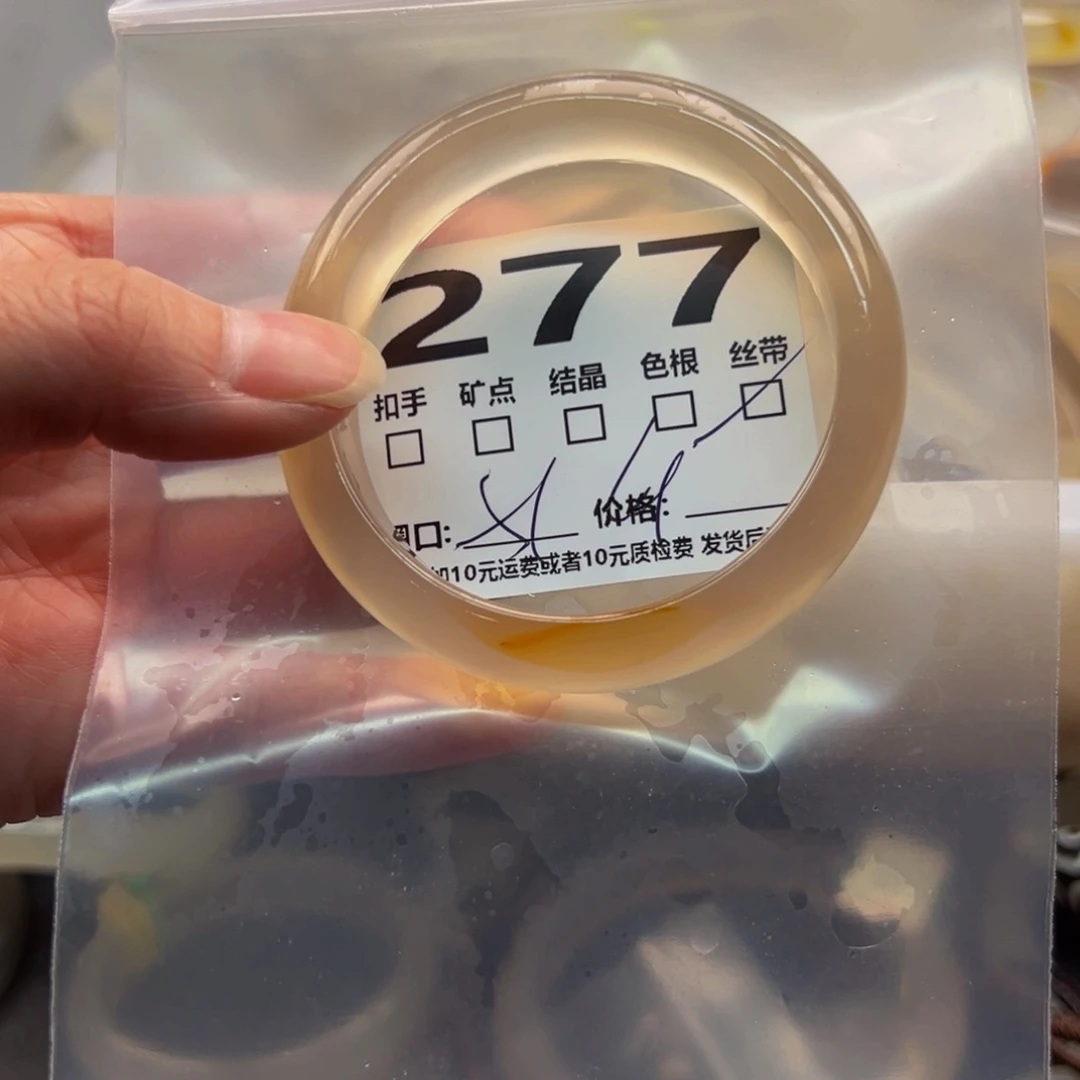 277
扣手 矿点 结晶 色根 丝带
口: 价格:
10元运费或者10元质检费 发货后